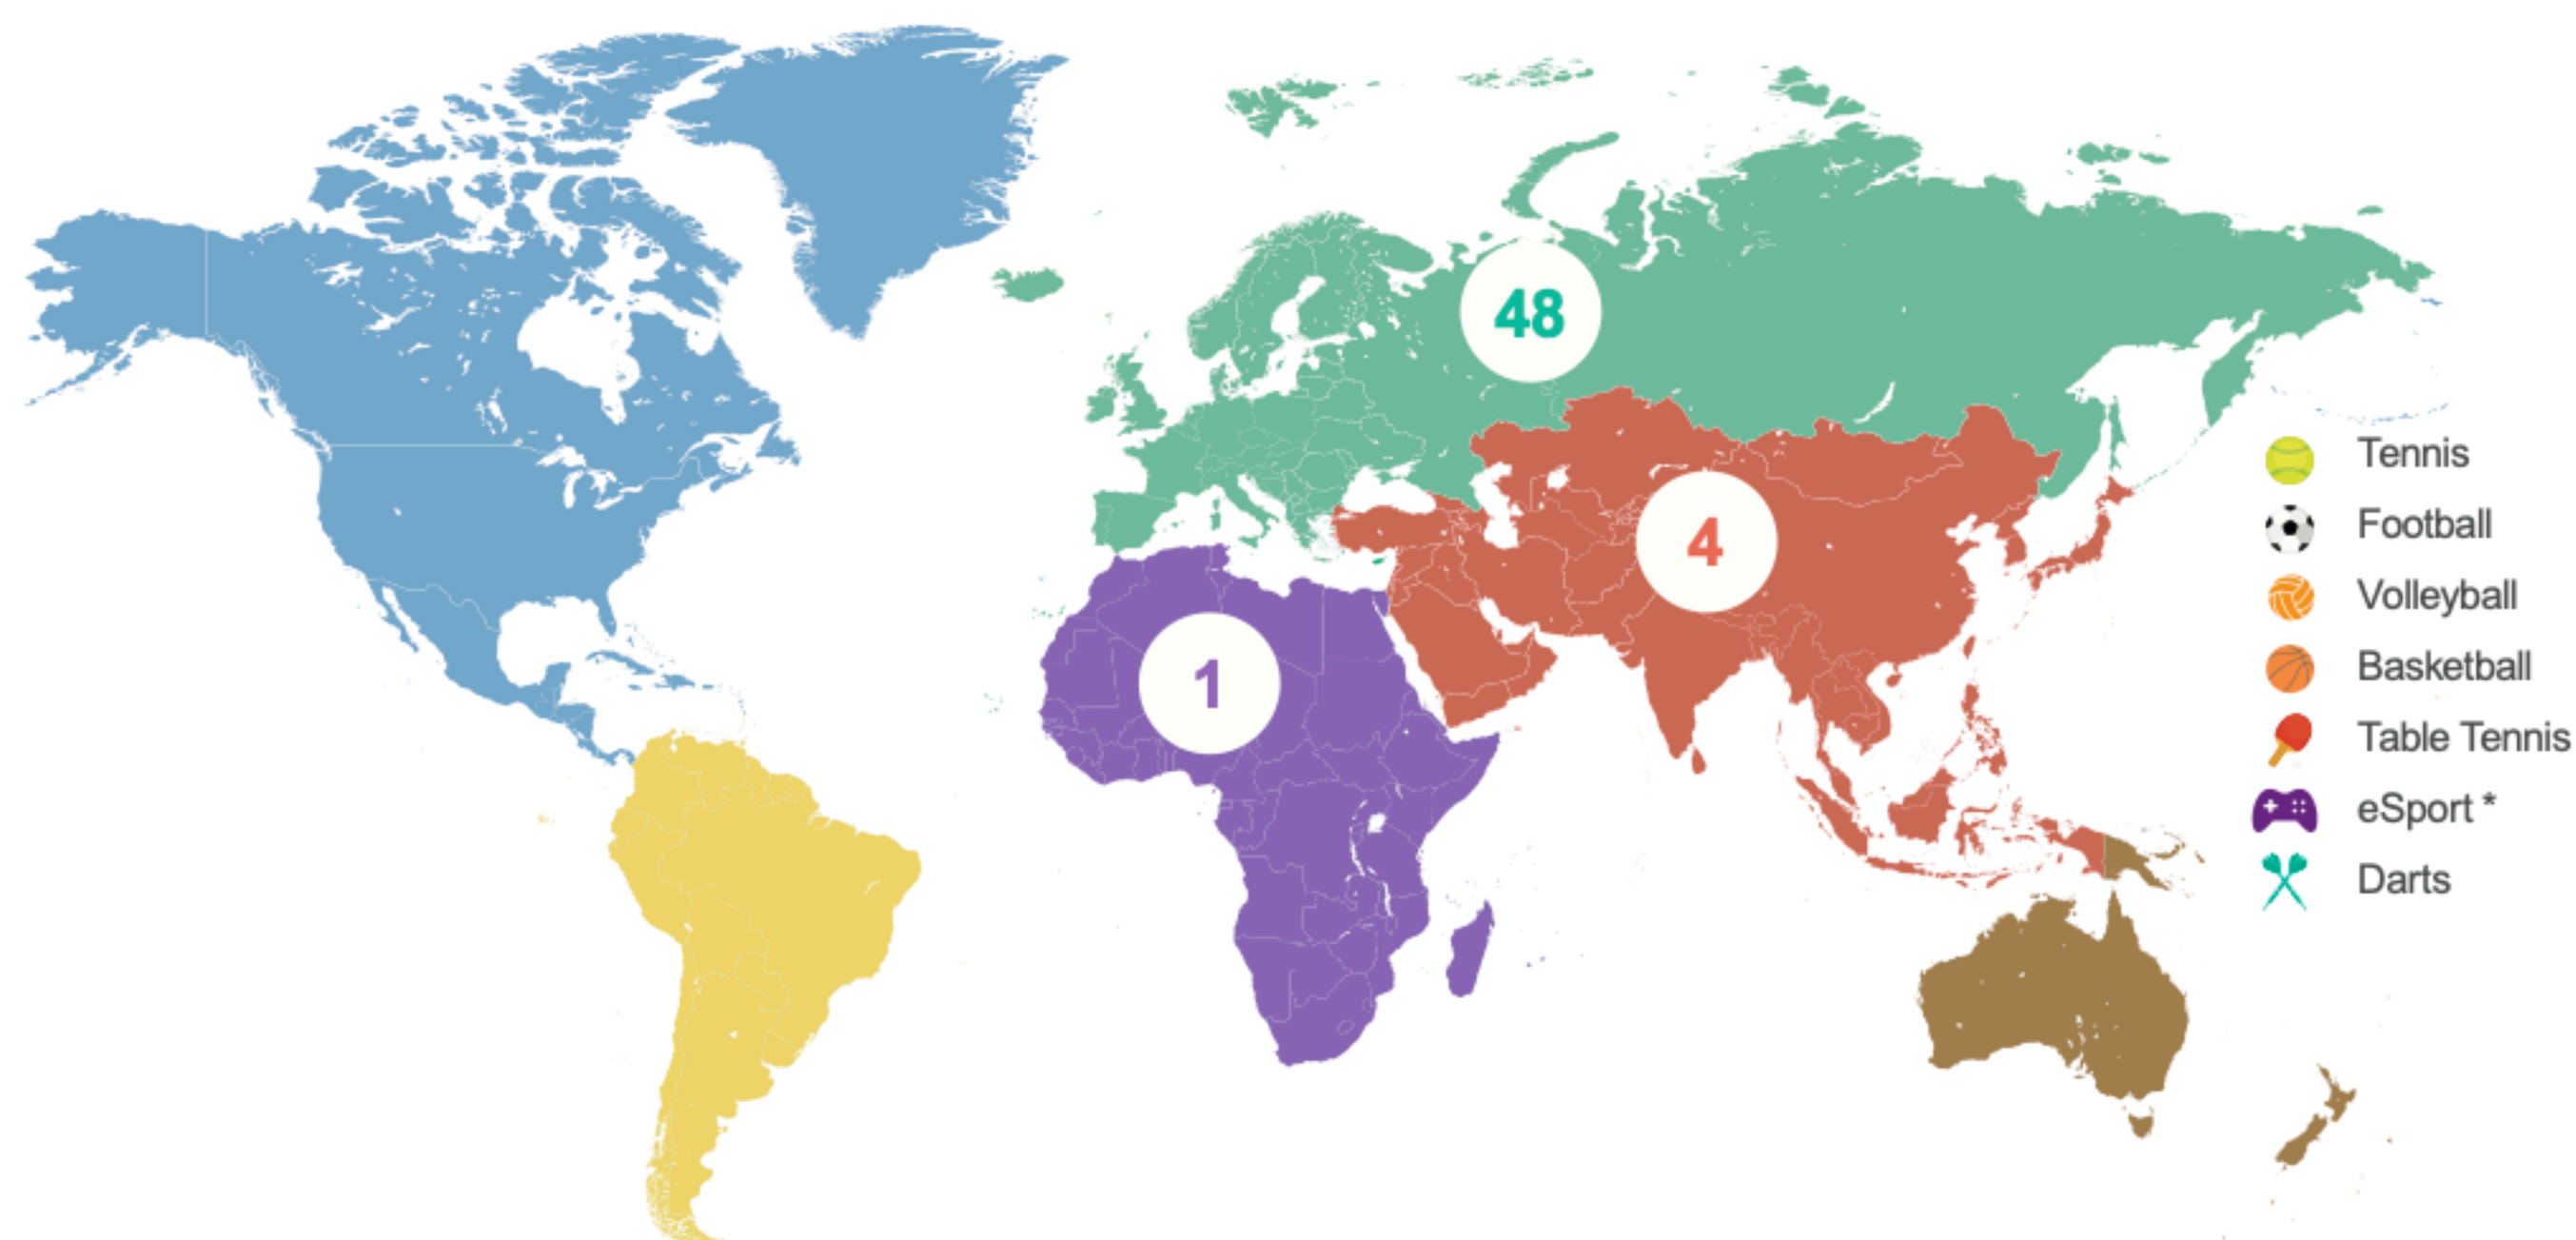 48
4
1
Tennis
Football
Volleyball
Basketball
Table Tennis
eSport *
Darts